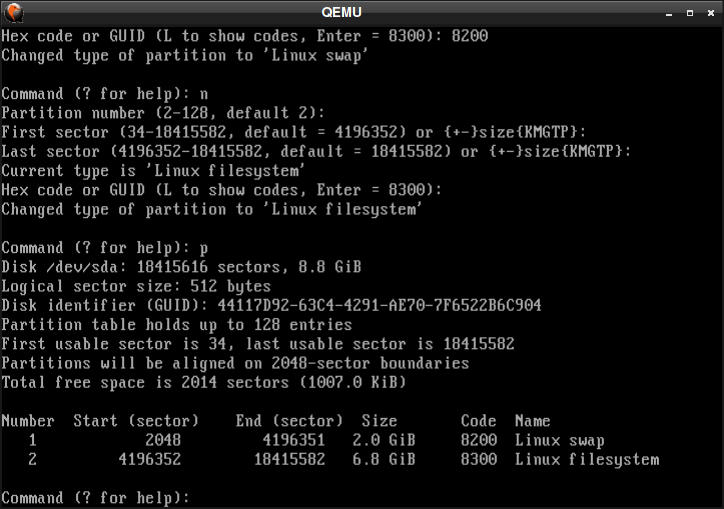 QEMU
Hex code or GUID (L to show codes, Enter = 8300): 8200
Changed type of partition to 'Linux swap'
Command (? for help): n
Partition number (2-128, default 2):
First sector (34-18415582, default = 4196352) or {+-}size{KMGTP}:
Last sector (4196352-18415582, default = 18415582) or {+-}size{KMGTP}:
Current type is 'Linux filesystem'
Hex code or GUID (L to show codes, Enter = 8300):
Changed type of partition to 'Linux filesystem'
Command (? for help): p
Disk /dev/sda: 18415616 sectors, 8.8 GiB
Logical sector size: 512 bytes
Disk identifier (GUID): 44117D92-63C4-4291-AE70-7F6522B6C904
Partition table holds up to 128 entries
First usable sector is 34, last usable sector is 18415582
Partitions will be aligned on 2048-sector boundaries
Total free space is 2014 sectors (1007.0 KiB)
Number  Start (sector)    End (sector)  Size       Code  Name
   1            2048         4196351   2.0 GiB     8200  Linux swap
   2         4196352        18415582   6.8 GiB     8300  Linux filesystem
Command (? for help):